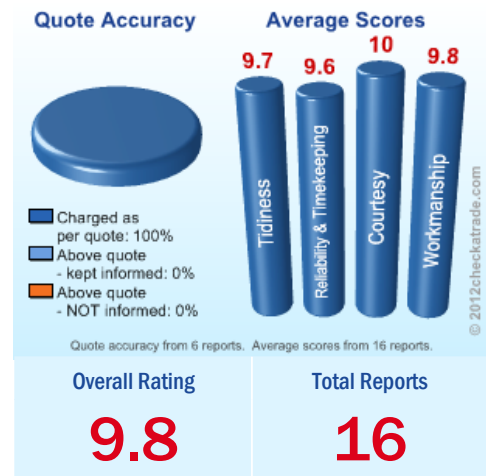 Quote Accuracy
Charged as
per quote: 100%
Above quote
- kept informed: 0%
Above quote
- NOT informed: 0%
Average Scores
9.7
9.6
10
9.8
Tidiness
Reliability & Timekeeping
Courtesy
Workmanship
© 2012checkatrade.com
Quote accuracy from 6 reports. Average scores from 16 reports.
Overall Rating
9.8
Total Reports
16